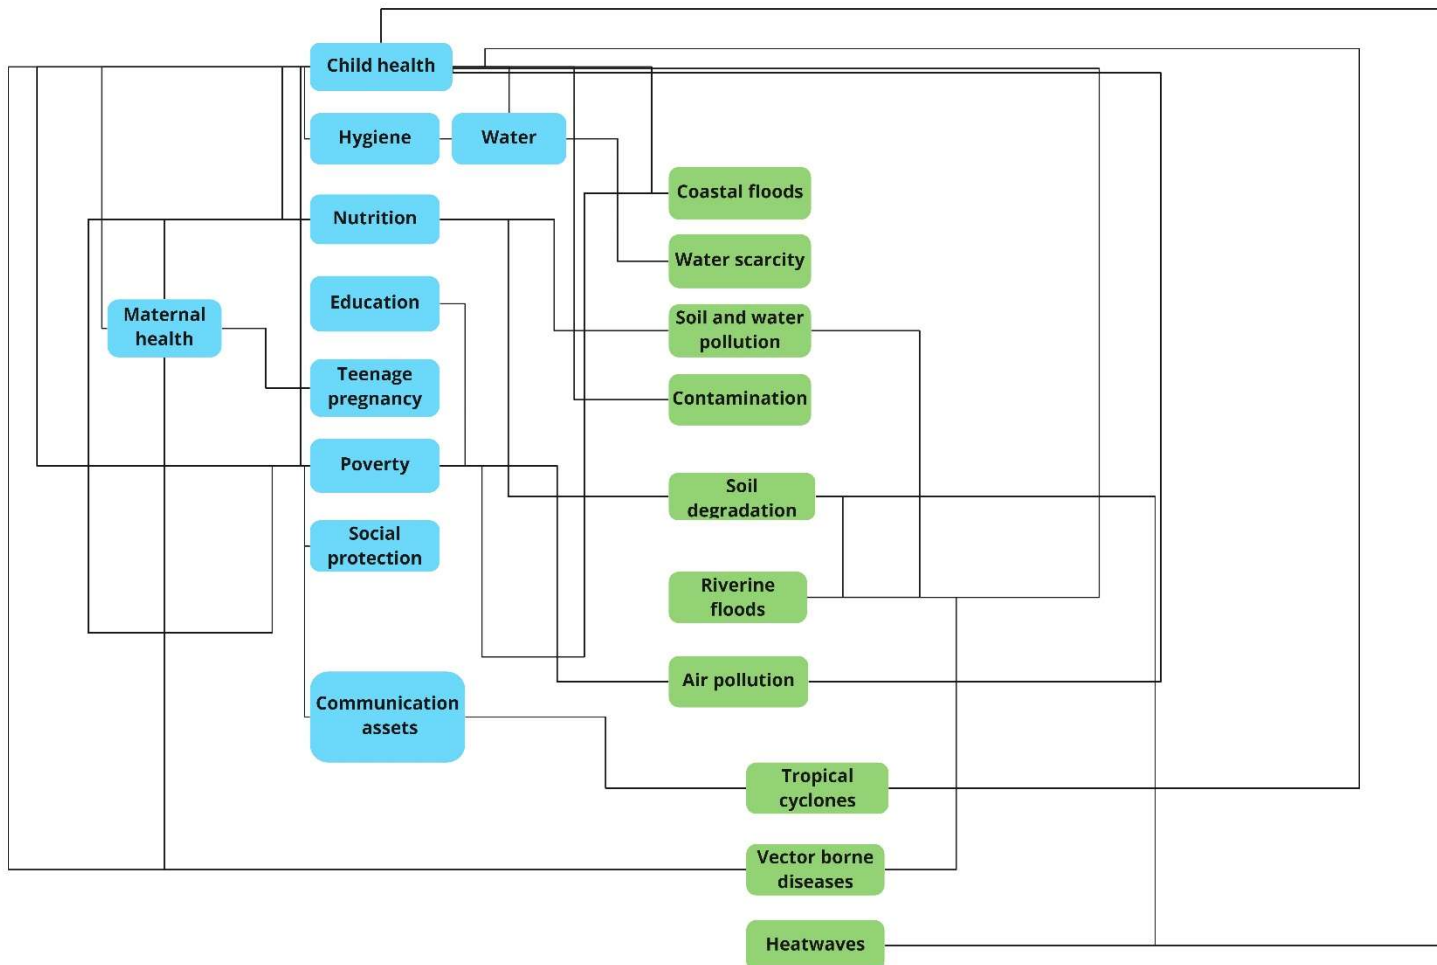 Child health
Hygiene
Water
Coastal floods
Nutrition
Water scarcity
Education
Maternal
health
Soil and water
pollution
Teenage
pregnancy
Contamination
Poverty
Soil
degradation
Social
protection
Riverine
floods
Air pollution
Communication
assets
Tropical
cyclones
Vector borne
diseases
Heatwaves